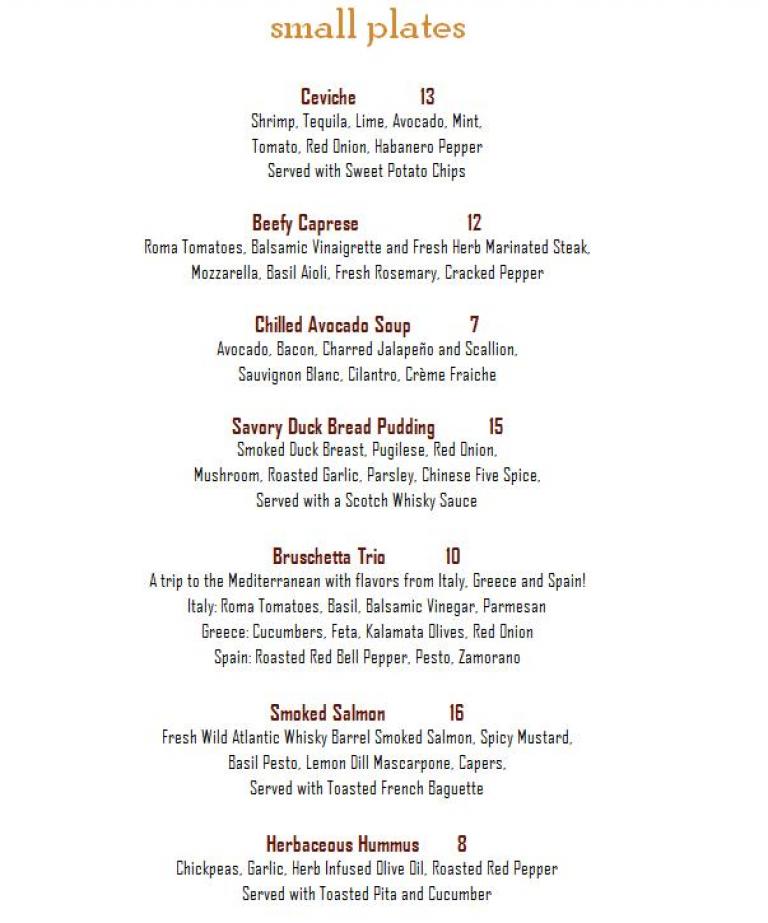 small plates
Ceviche 13
Shrimp, Tequila, Lime, Avocado, Mint,
Tomato, Red Onion, Habanero Pepper
Served with Sweet Potato Chips
Beefy Caprese 12
Roma Tomatoes, Balsamic Vinaigrette and Fresh Herb Marinated Steak,
Mozzarella, Basil Aioli, Fresh Rosemary, Cracked Pepper
Chilled Avocado Soup 7
Avocado, Bacon, Charred Jalapeño and Scallion,
Sauvignon Blanc, Cilantro, Crème Fraiche
Savory Duck Bread Pudding 15
Smoked Duck Breast, Pugilese, Red Onion,
Mushroom, Roasted Garlic, Parsley, Chinese Five Spice,
Served with a Scotch Whisky Sauce
Bruschetta Trio 10
A trip to the Mediterranean with flavors from Italy, Greece and Spain!
Italy: Roma Tomatoes, Basil, Balsamic Vinegar, Parmesan
Greece: Cucumbers, Feta, Kalamata Olives, Red Onion
Spain: Roasted Red Bell Pepper, Pesto, Zamorano
Smoked Salmon 16
Fresh Wild Atlantic Whisky Barrel Smoked Salmon, Spicy Mustard,
Basil Pesto, Lemon Dill Mascarpone, Capers,
Served with Toasted French Baguette
Herbaceous Hummus 8
Chickpeas, Garlic, Herb Infused Olive Oil, Roasted Red Pepper
Served with Toasted Pita and Cucumber